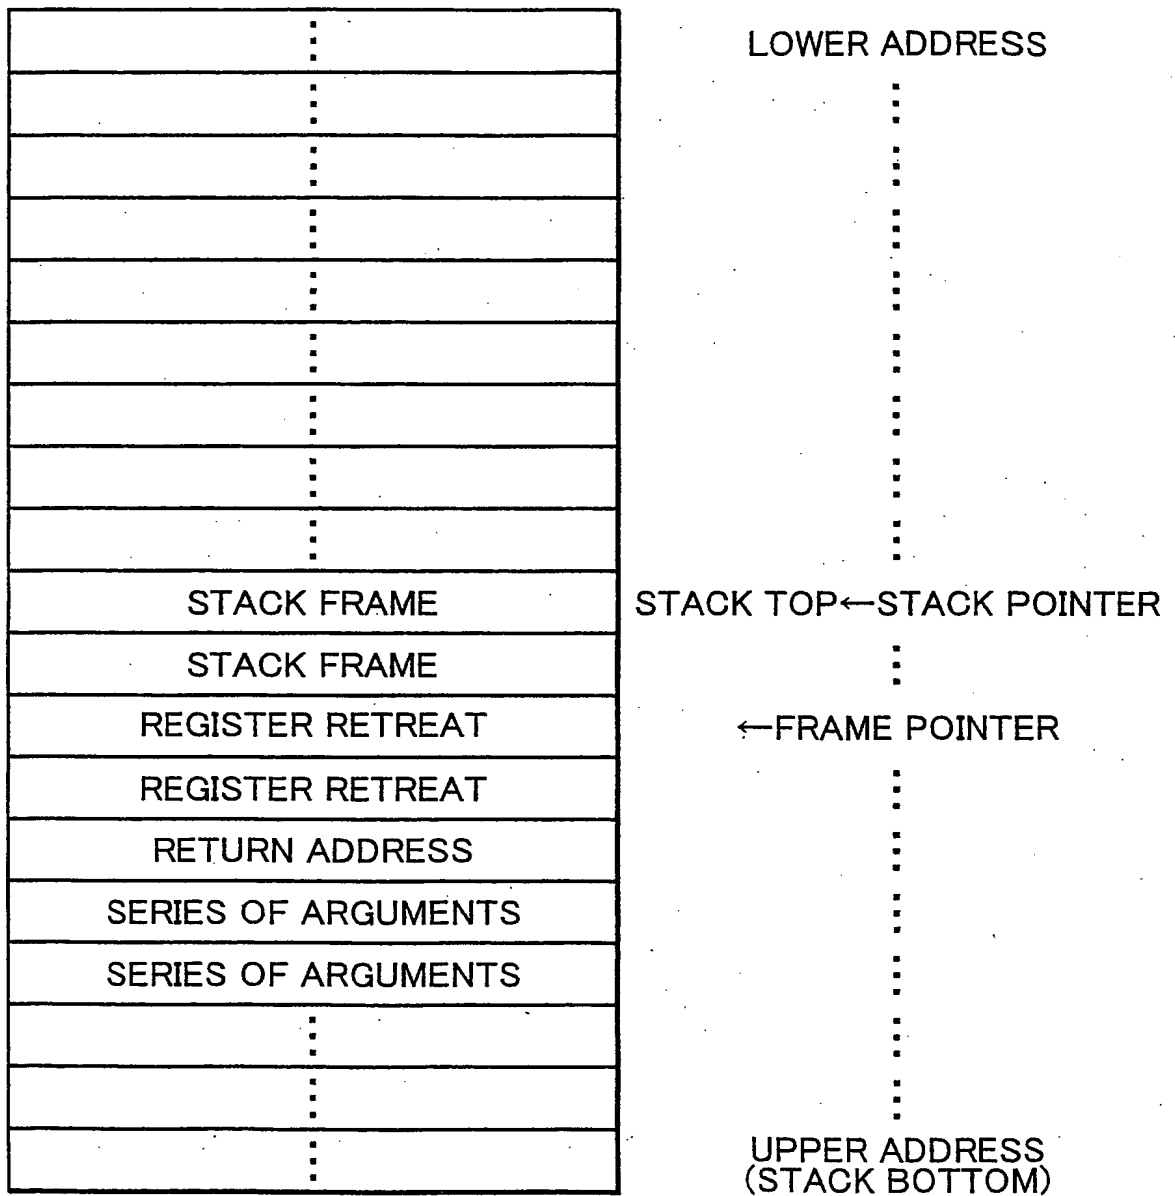 LOWER ADDRESS
STACK FRAME STACK TOP←STACK POINTER
STACK FRAME
REGISTER RETREAT ←FRAME POINTER
REGISTER RETREAT
RETURN ADDRESS
SERIES OF ARGUMENTS
SERIES OF ARGUMENTS
UPPER ADDRESS
(STACK BOTTOM)